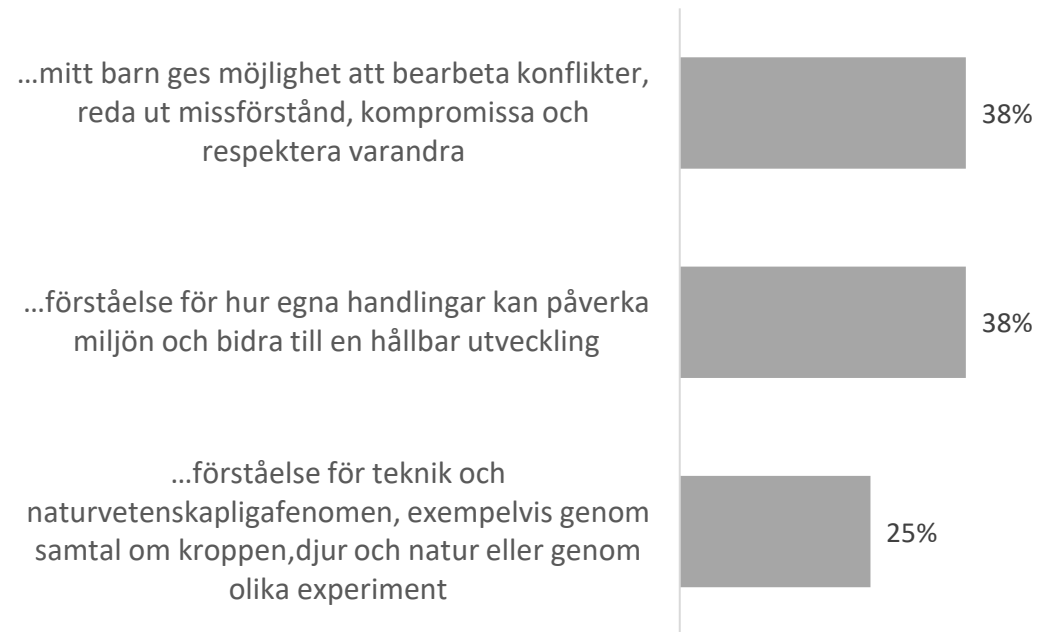 …mitt barn ges möjlighet att bearbeta konflikter,
reda ut missförstånd, kompromissa och
respektera varandra
38%
…förståelse för hur egna handlingar kan påverka
miljön och bidra till en hållbar utveckling
38%
…förståelse för teknik och
naturvetenskapligafenomen, exempelvis genom
samtal om kroppen,djur och natur eller genom
olika experiment
25%